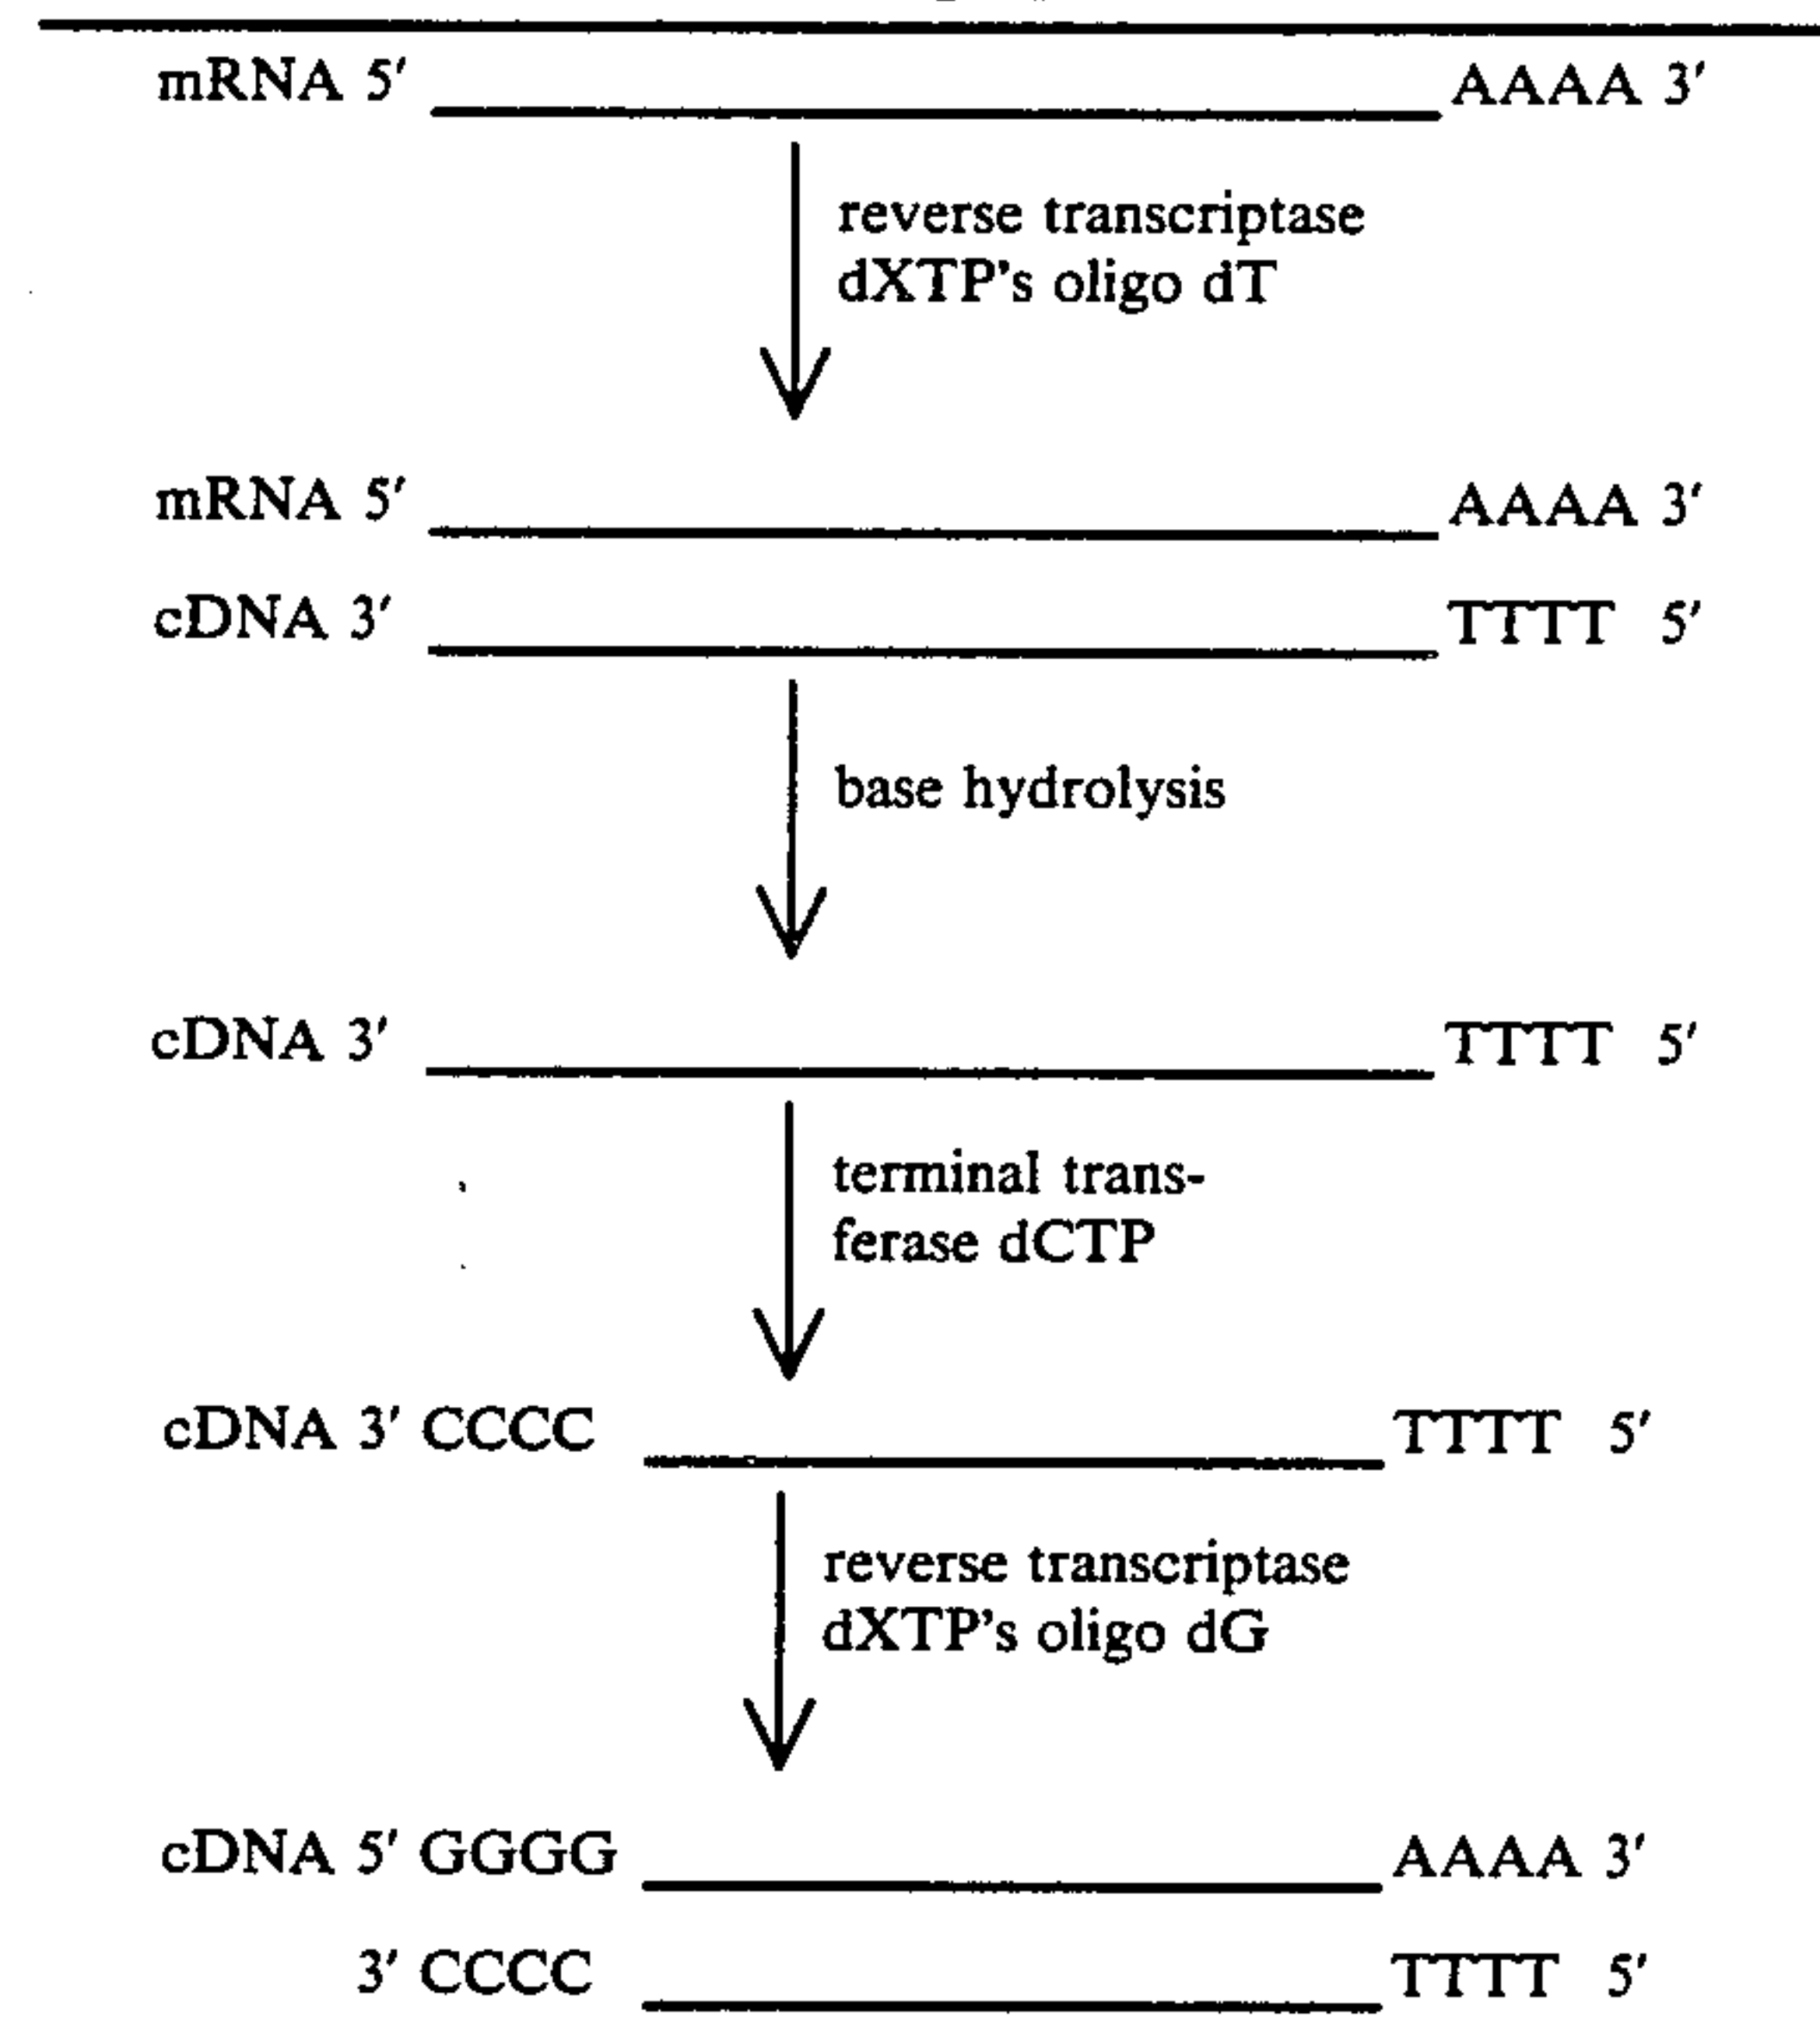 mRNA 5′ AAAA 3′
reverse transcriptase
dXTP's oligo dT
mRNA 5′ AAAA 3′
cDNA 3′ TTTT 5′
base hydrolysis
cDNA 3′ TTTT 5′
terminal trans-
ferase dCTP
cDNA 3′ CCCC TTTT 5′
reverse transcriptase
dXTP's oligo dG
cDNA 5′ GGGG AAAA 3′
3′ CCCC TTTT 5′